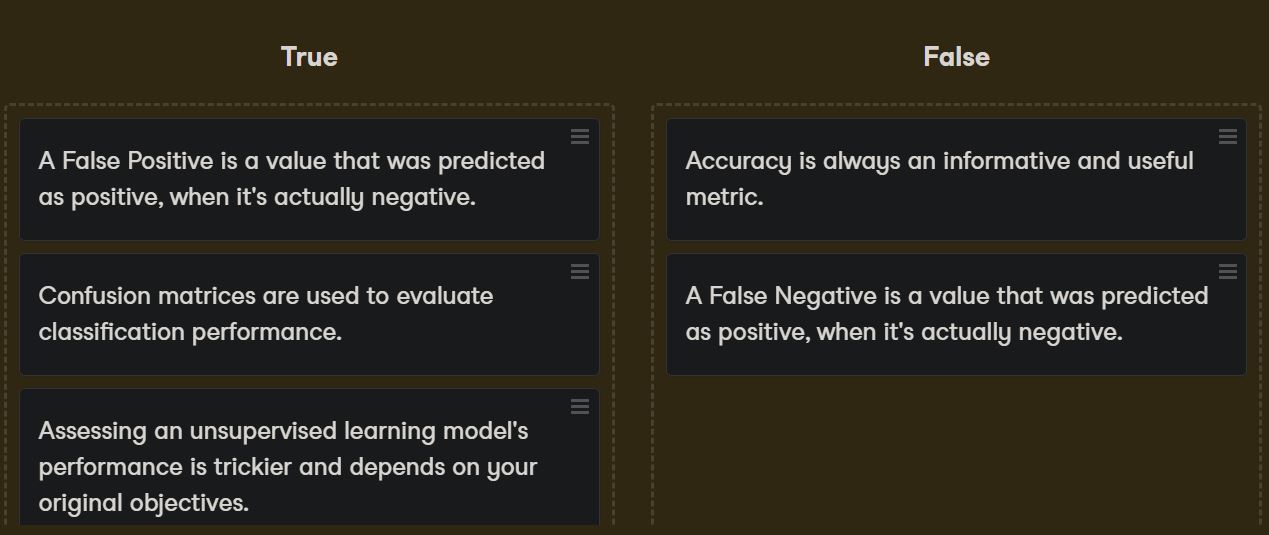 True
A False Positive is a value that was predicted
as positive, when it's actually negative.
Confusion matrices are used to evaluate
classification performance.
Assessing an unsupervised learning model's
performance is trickier and depends on your
original objectives.
False
Accuracy is always an informative and useful
metric.
A False Negative is a value that was predicted
as positive, when it's actually negative.